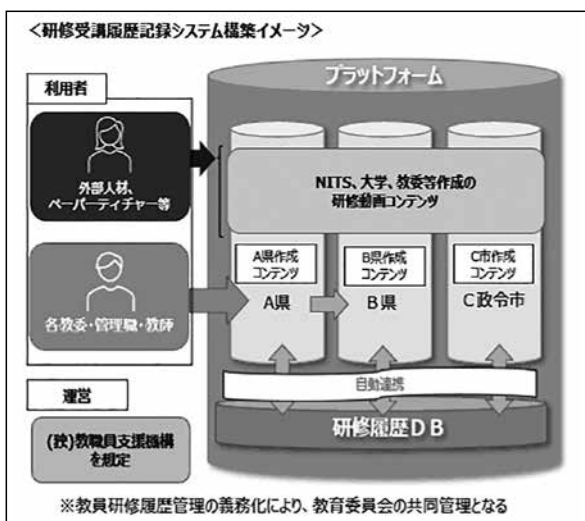 ＜研修受講履歴記録システム構築イメージ＞
利用者
外部人材、
ペーパーティチャー等
各教委・管理職・教師
運営
(独)教職員支援機構
を想定
プラットフォーム
NITS、大学、教委等作成の
研修動画コンテンツ
A県作成
コンテンツ
A県
B県作成
コンテンツ
B県
C市作成
コンテンツ
C政令市
自動連携
研修履歴DB
※教員研修履歴管理の義務化により、教育委員会の共同管理となる